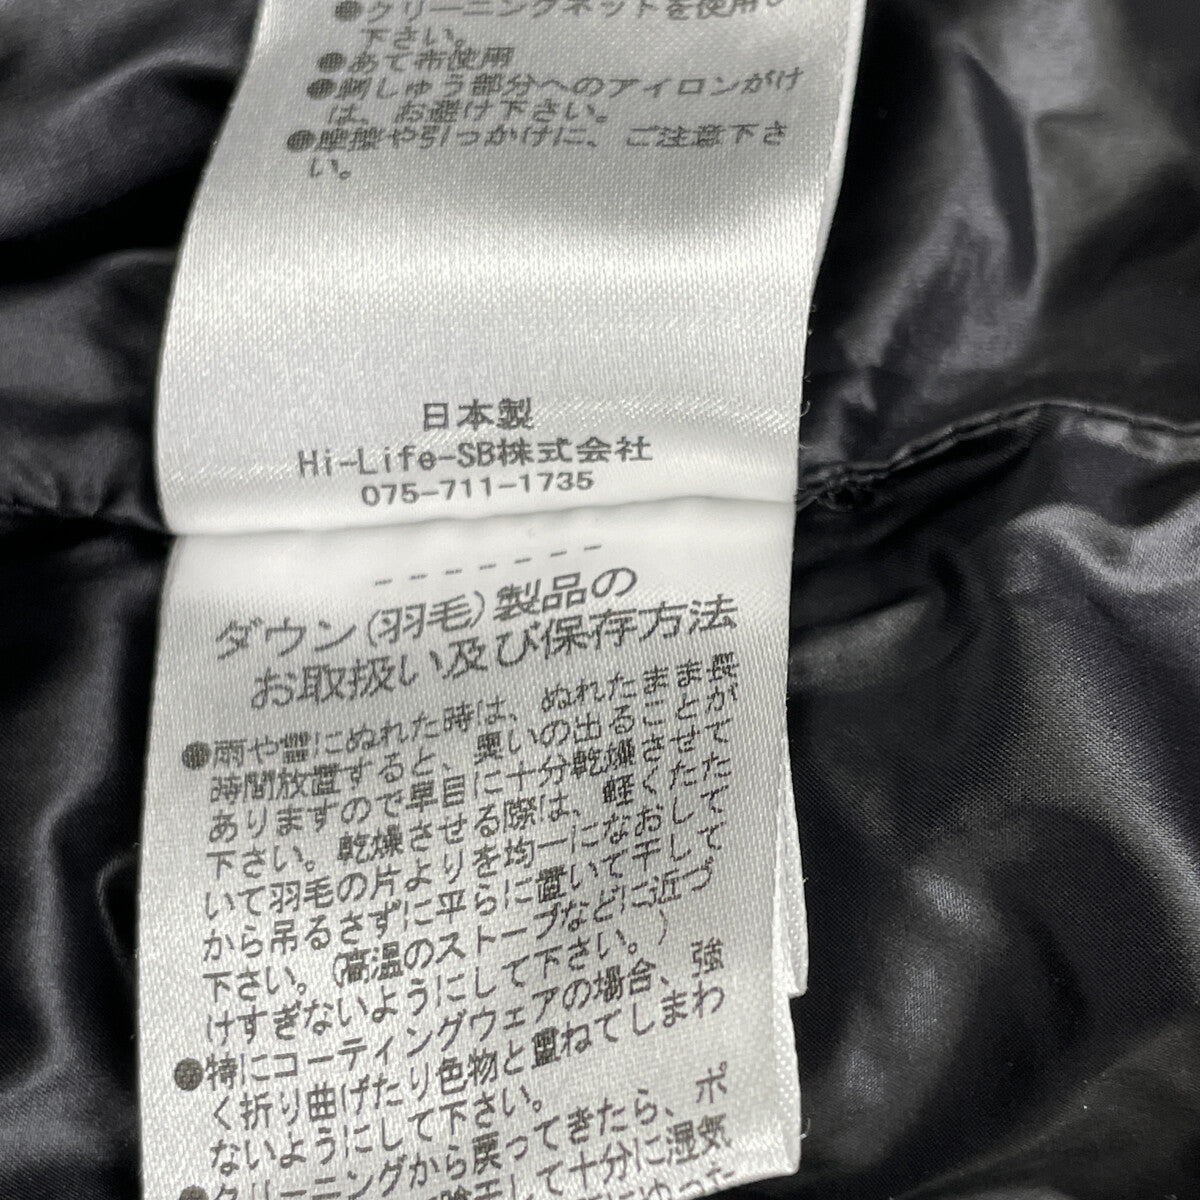 ●クリーニングネットを使用し
下さい。
●あて布使用
●刺しゅう部分へのアイロンがけ
は、お避け下さい。
●摩擦や引っかけに、ご注意下さ
い。
日本製
Hi-Life-SB株式会社
075-711-1735
-------
ダウン(羽毛)製品の
お取扱い及び保存方法
●雨や雪にぬれた時は、ぬれたまま長
時間放置すると、臭いの出ることが
ありますので早目に十分乾燥させて
下さい。乾燥させる際は、軽くたた
いて羽毛の片よりを均一になおして
から吊るさずに平らに置いて干して
下さい。(高温のストーブなどに近づ
けすぎないようにして下さい。)
●特にコーティングウェアの場合、強
く折り曲げたり色物と重ねてしまわ
ないようにして下さい。
●クリーニングから戻ってきたら、ポ
して十分に湿気